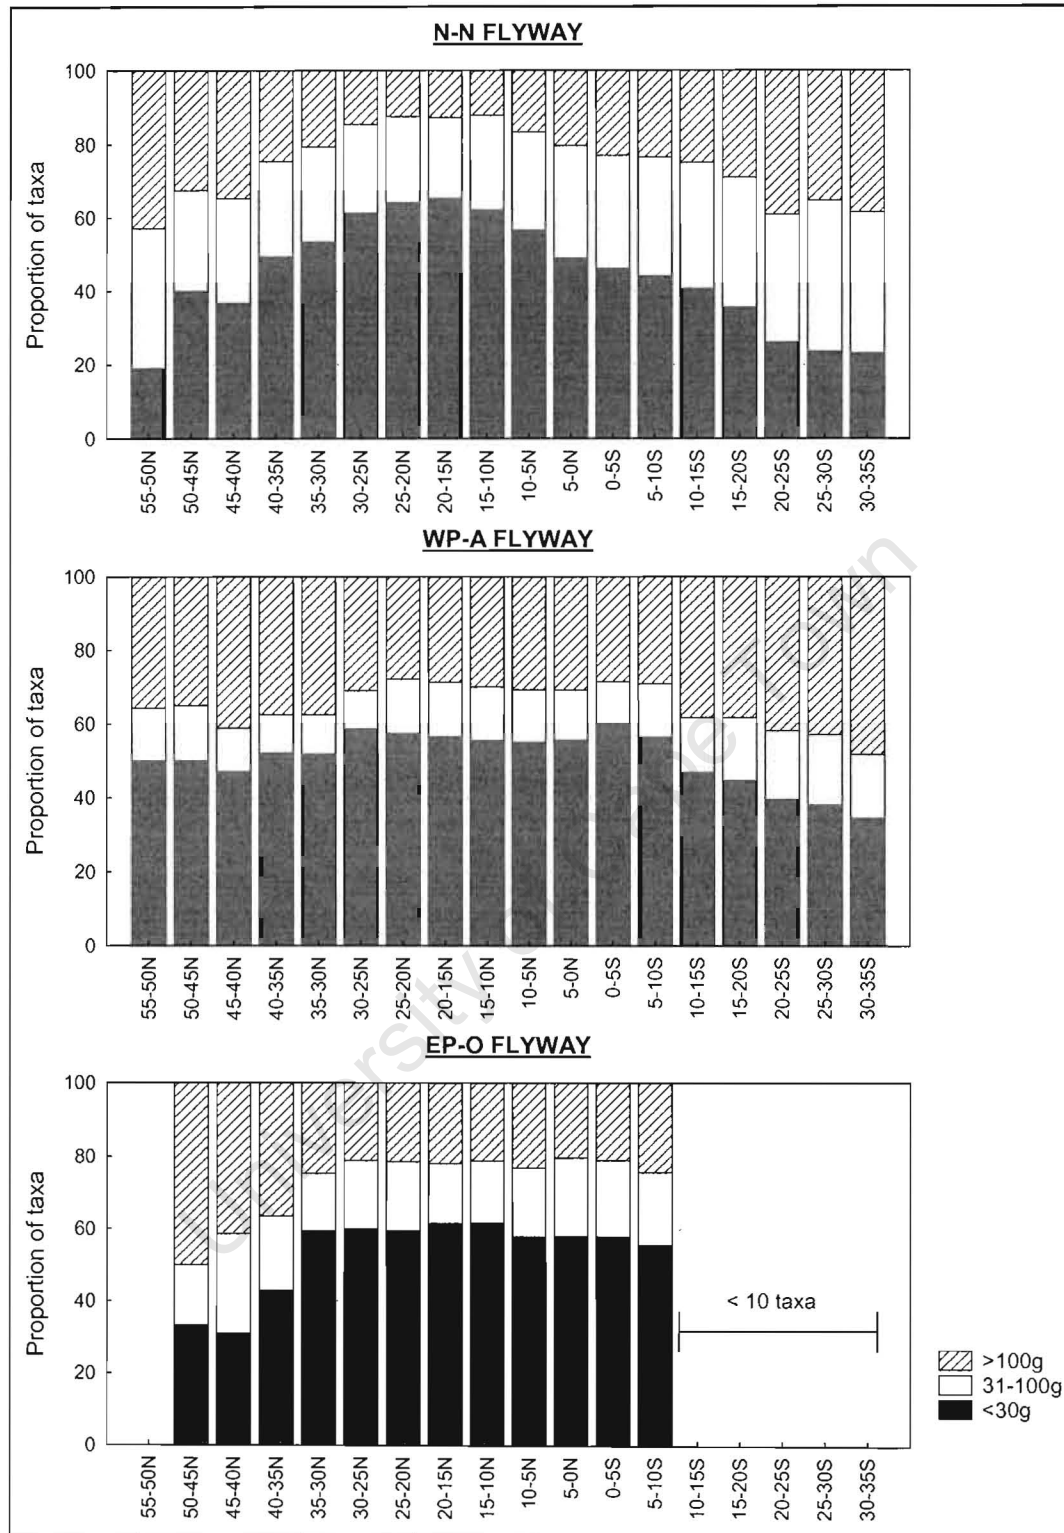 N-N FLYWAY
100
80
60
40
20
0
Proportion of taxa
55-50N
50-45N
45-40N
40-35N
35-30N
30-25N
25-20N
20-15N
15-10N
10-5N
5-0N
0-5S
5-10S
10-15S
15-20S
20-25S
25-30S
30-35S
WP-A FLYWAY
100
80
60
40
20
0
Proportion of taxa
55-50N
50-45N
45-40N
40-35N
35-30N
30-25N
25-20N
20-15N
15-10N
10-5N
5-0N
0-5S
5-10S
10-15S
15-20S
20-25S
25-30S
30-35S
EP-O FLYWAY
100
80
60
40
20
0
Proportion of taxa
< 10 taxa
55-50N
50-45N
45-40N
40-35N
35-30N
30-25N
25-20N
20-15N
15-10N
10-5N
5-0N
0-5S
5-10S
10-15S
15-20S
20-25S
25-30S
30-35S
>100g
31-100g
<30g
University of Cape Town